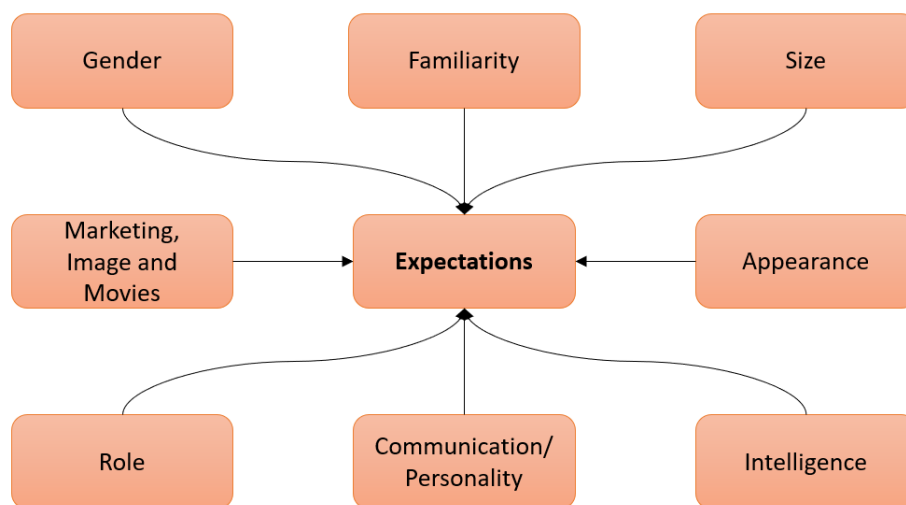 Gender
Familiarity
Size
Marketing,
Image and
Movies
Expectations
Appearance
Role
Communication/
Personality
Intelligence